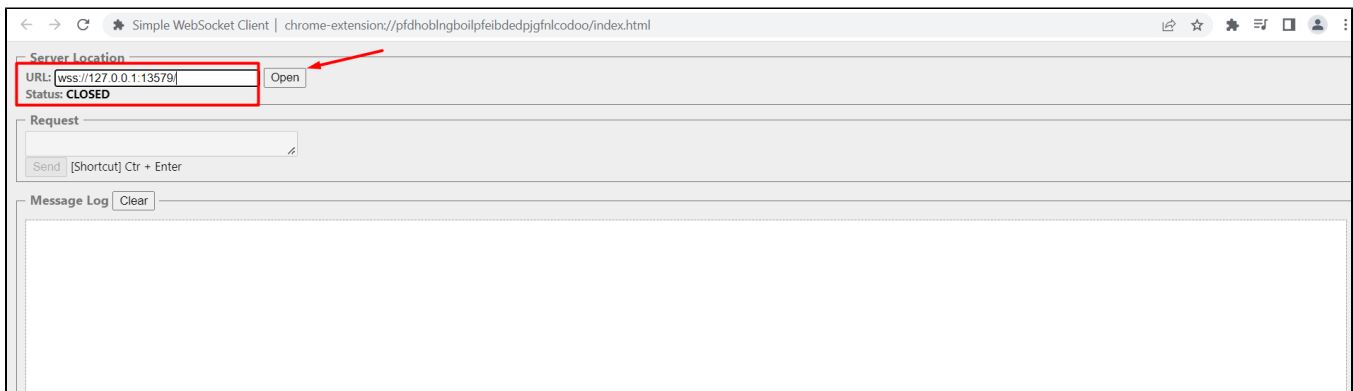 Simple WebSocket Client | chrome-extension://pfdhoblngboilpfeibdedpjgfnlcodoo/index.html
Server Location
URL: wss://127.0.0.1:13579/ Open
Status: CLOSED
Request
Send [Shortcut] Ctr + Enter
Message Log Clear